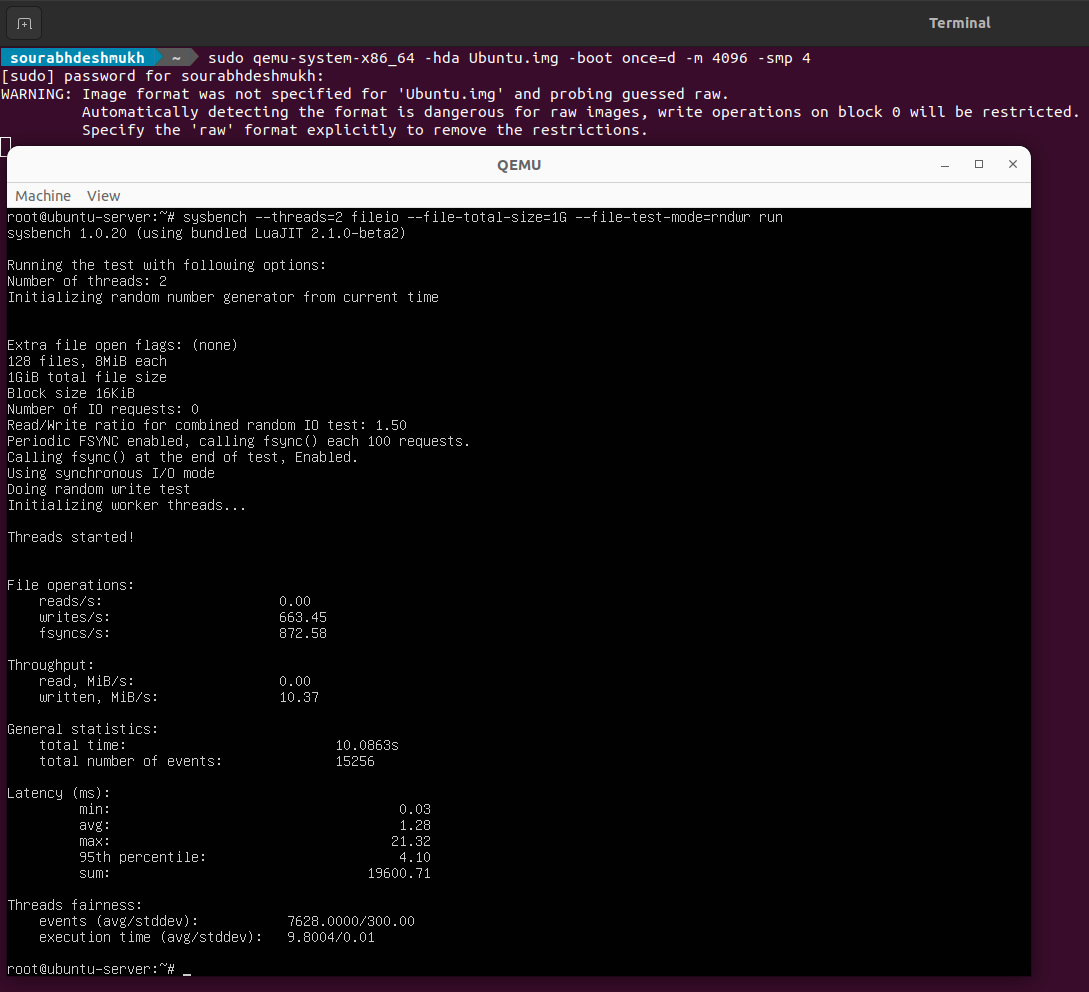 Terminal
sourabhdeshmukh ~ sudo qemu-system-x86_64 -hda Ubuntu.img -boot once=d -m 4096 -smp 4
[sudo] password for sourabhdeshmukh:
WARNING: Image format was not specified for 'Ubuntu.img' and probing guessed raw.
Automatically detecting the format is dangerous for raw images, write operations on block 0 will be restricted.
Specify the 'raw' format explicitly to remove the restrictions.
QEMU
Machine View
root@ubuntu-server:~# sysbench --threads=2 fileio --file-total-size=1G --file-test-mode=rndwr run
sysbench 1.0.20 (using bundled LuaJIT 2.1.0-beta2)
Running the test with following options:
Number of threads: 2
Initializing random number generator from current time
Extra file open flags: (none)
128 files, 8MiB each
1GiB total file size
Block size 16KiB
Number of IO requests: 0
Read/Write ratio for combined random IO test: 1.50
Periodic FSYNC enabled, calling fsync() each 100 requests.
Calling fsync() at the end of test, Enabled.
Using synchronous I/O mode
Doing random write test
Initializing worker threads...
Threads started!
File operations:
reads/s: 0.00
writes/s: 663.45
fsyncs/s: 872.58
Throughput:
read, MiB/s: 0.00
written, MiB/s: 10.37
General statistics:
total time: 10.0863s
total number of events: 15256
Latency (ms):
min: 0.03
avg: 1.28
max: 21.32
95th percentile: 4.10
sum: 19600.71
Threads fairness:
events (avg/stddev): 7628.0000/300.00
execution time (avg/stddev): 9.8004/0.01
root@ubuntu-server:~# _